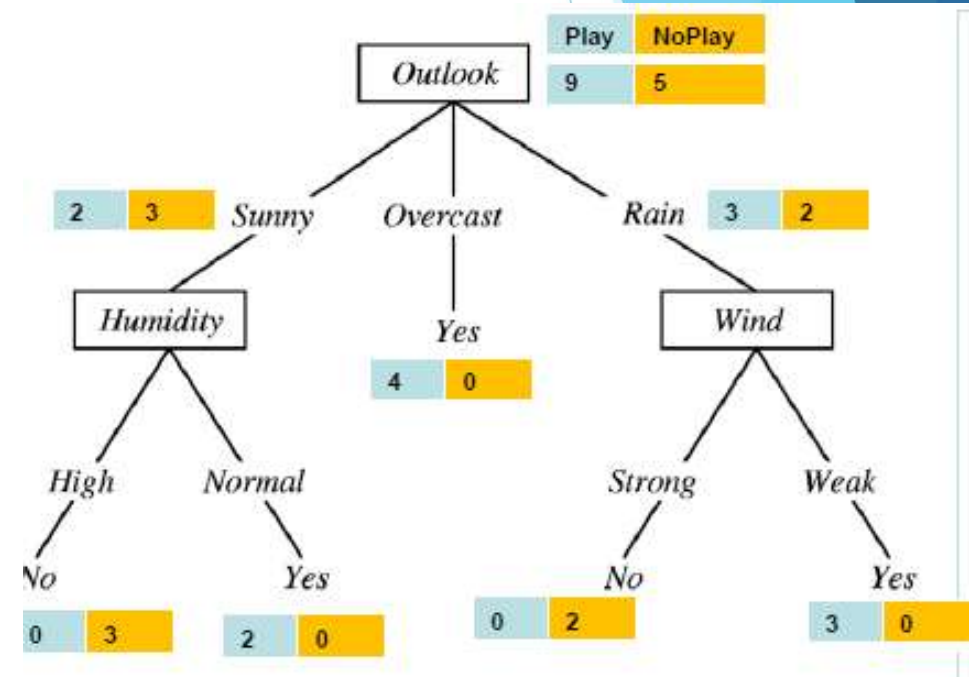 Play NoPlay
Outlook 9 5
2 3 Sunny Overcast Rain 3 2
Humidity Yes Wind
4 0
High Normal Strong Weak
No Yes No Yes
0 3 2 0 0 2 3 0